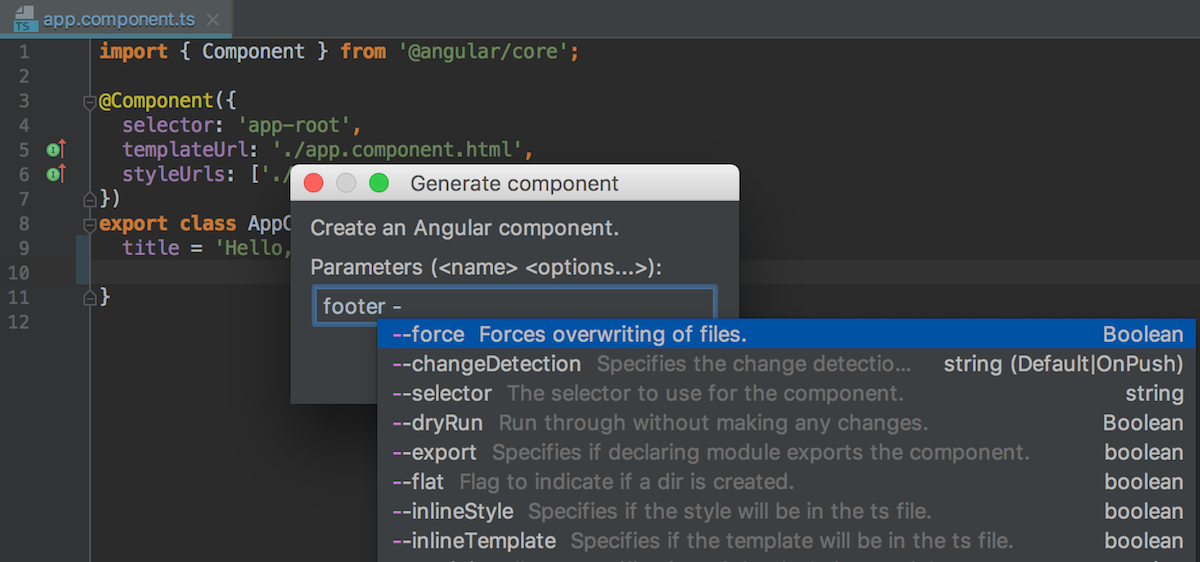 TS app.component.ts ×
1 import { Component } from '@angular/core';
2
3 @Component({
4 selector: 'app-root',
5 templateUrl: './app.component.html',
6 styleUrls: ['./
7 })
8 export class AppC
9 title = 'Hello,
10
11 }
12
Generate component
Create an Angular component.
Parameters (<name> <options...>):
footer -
--force Forces overwriting of files. Boolean
--changeDetection Specifies the change detectio... string (Default|OnPush)
--selector The selector to use for the component. string
--dryRun Run through without making any changes. Boolean
--export Specifies if declaring module exports the component. boolean
--flat Flag to indicate if a dir is created. boolean
--inlineStyle Specifies if the style will be in the ts file. boolean
--inlineTemplate Specifies if the template will be in the ts file. boolean